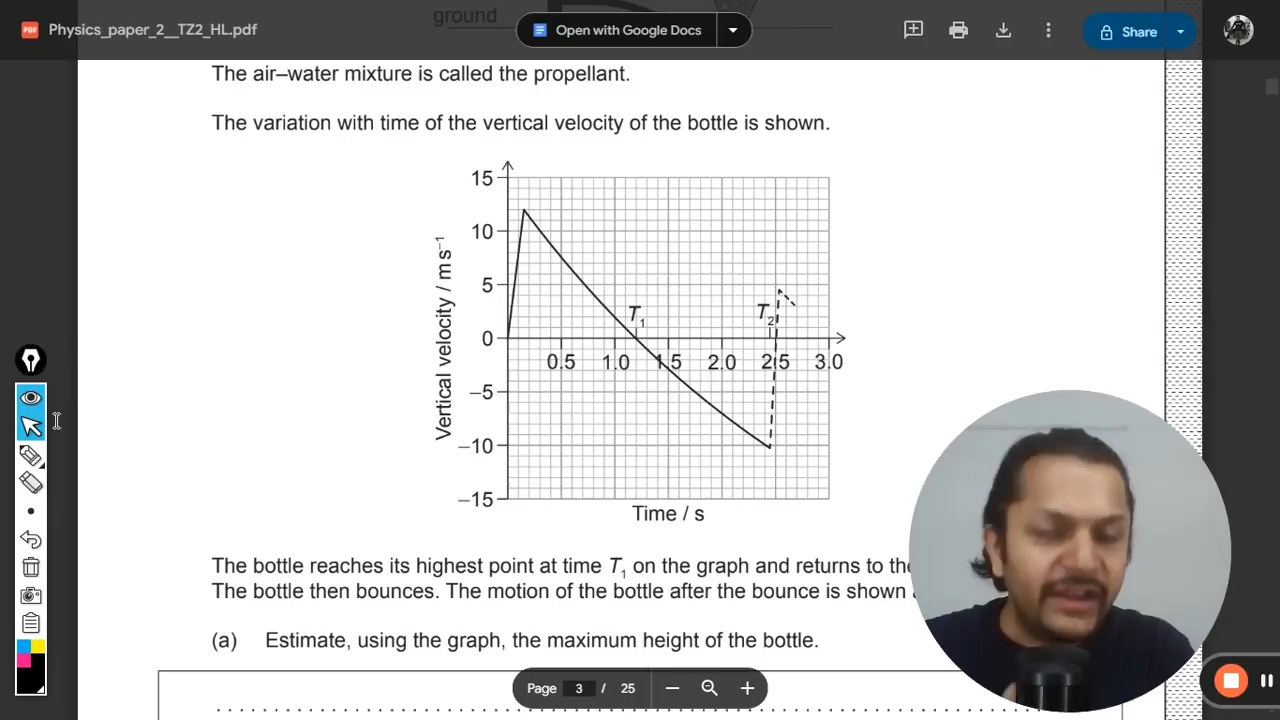 ground
Physics_paper_2__TZ2_HL.pdf
Open with Google Docs
Share
The air–water mixture is called the propellant.
The variation with time of the vertical velocity of the bottle is shown.
15
10
5
0
−5
−10
−15
Vertical velocity / m s⁻¹
T₁
T₂
0.5 1.0 1.5 2.0 2.5 3.0
Time / s
The bottle reaches its highest point at time T₁ on the graph and returns to the
The bottle then bounces. The motion of the bottle after the bounce is shown
(a) Estimate, using the graph, the maximum height of the bottle.
Page 3 / 25